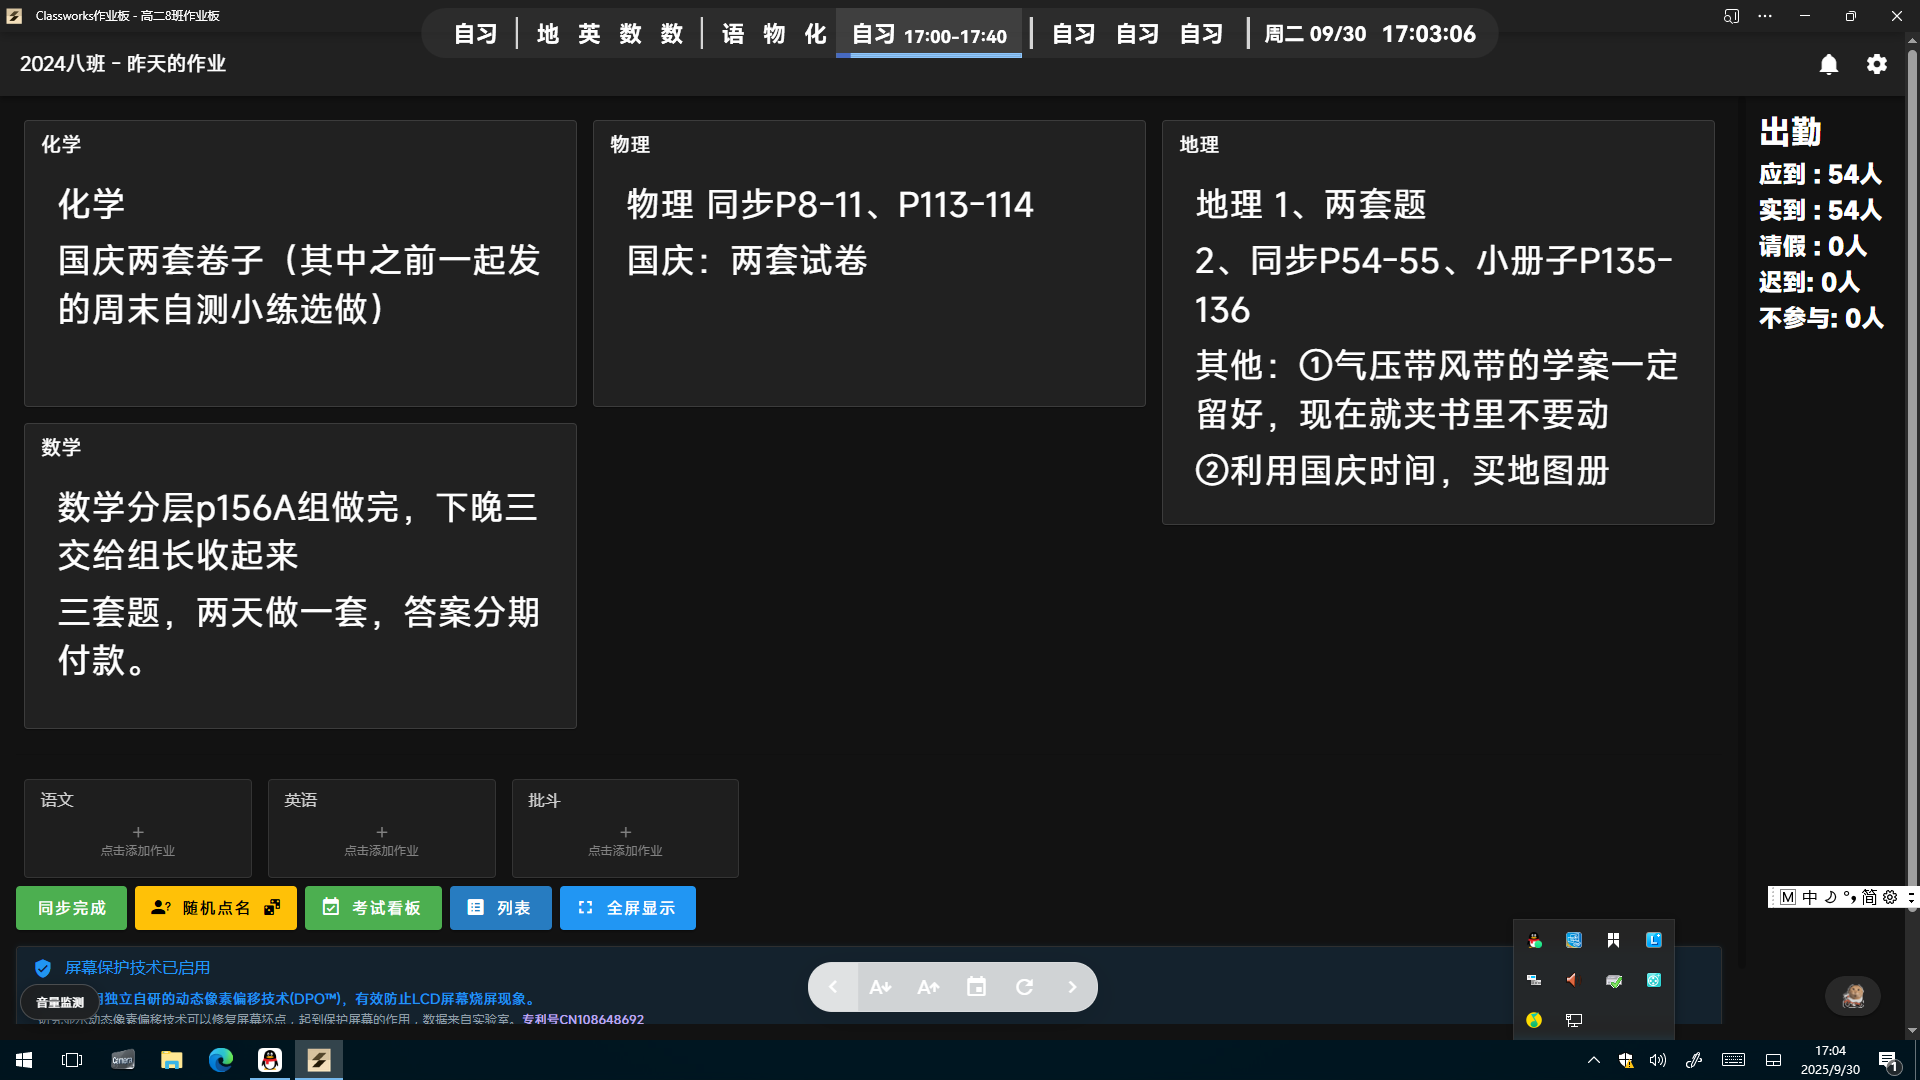 Classworks作业板 - 高二8班作业板
自习 | 地 英 数 数 | 语 物 化 自习 17:00-17:40 | 自习 自习 自习 | 周二 09/30 17:03:06
2024八班 - 昨天的作业
化学
化学
国庆两套卷子（其中之前一起发
的周末自测小练选做）
物理
物理 同步P8-11、P113-114
国庆：两套试卷
地理
地理 1、两套题
2、同步P54-55、小册子P135-
136
其他：①气压带风带的学案一定
留好，现在就夹书里不要动
②利用国庆时间，买地图册
出勤
应到 : 54人
实到 : 54人
请假 : 0人
迟到: 0人
不参与: 0人
数学
数学分层p156A组做完，下晚三
交给组长收起来
三套题，两天做一套，答案分期
付款。
语文
点击添加作业
英语
点击添加作业
批斗
点击添加作业
同步完成
随机点名
考试看板
列表
全屏显示
M 中 简
屏幕保护技术已启用
用独立自研的动态像素偏移技术(DPO™)，有效防止LCD屏幕烧屏现象。
音量监测
动态像素偏移技术可以修复屏幕坏点，起到保护屏幕的作用，数据来自实验室。专利号CN108648692
17:04
2025/9/30
1